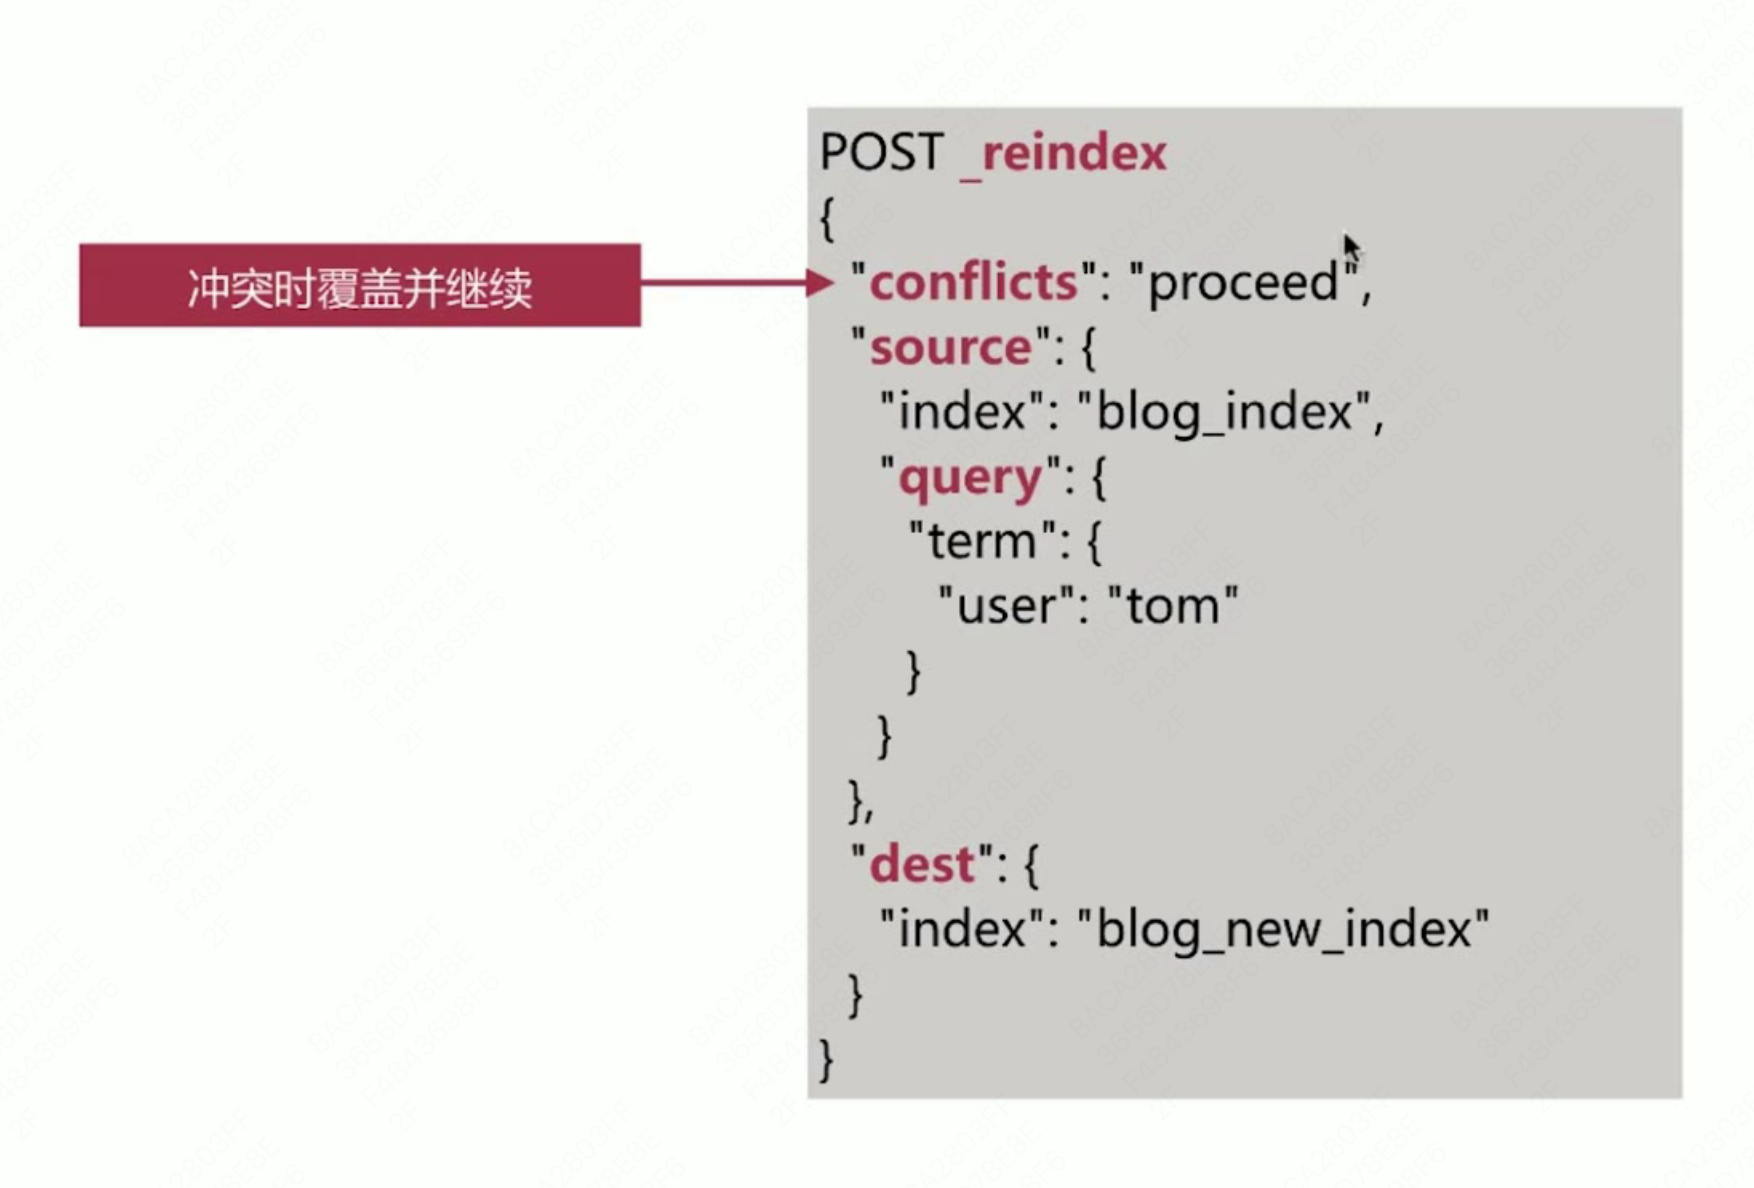 冲突时覆盖并继续
POST _reindex
{
"conflicts": "proceed",
"source": {
"index": "blog_index",
"query": {
"term": {
"user": "tom"
}
}
},
"dest": {
"index": "blog_new_index"
}
}